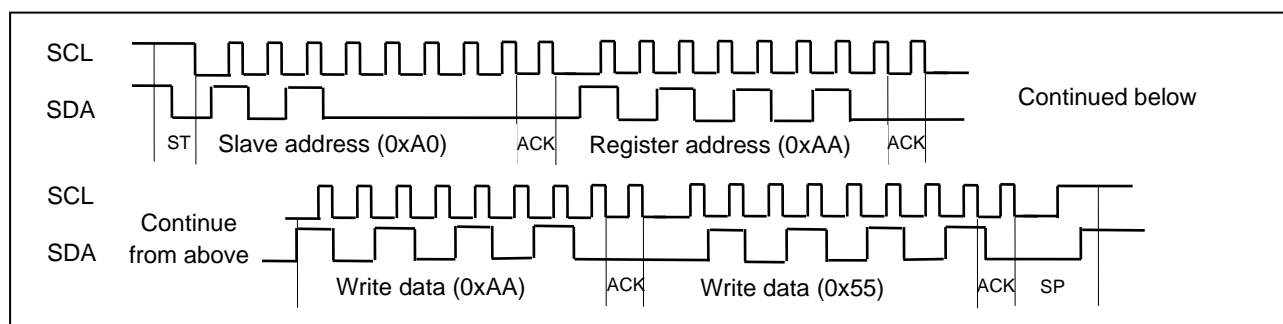 SCL
SDA
Continued below
ST Slave address (0xA0) ACK Register address (0xAA) ACK
SCL
Continue
from above
SDA
Write data (0xAA) ACK Write data (0x55) ACK SP